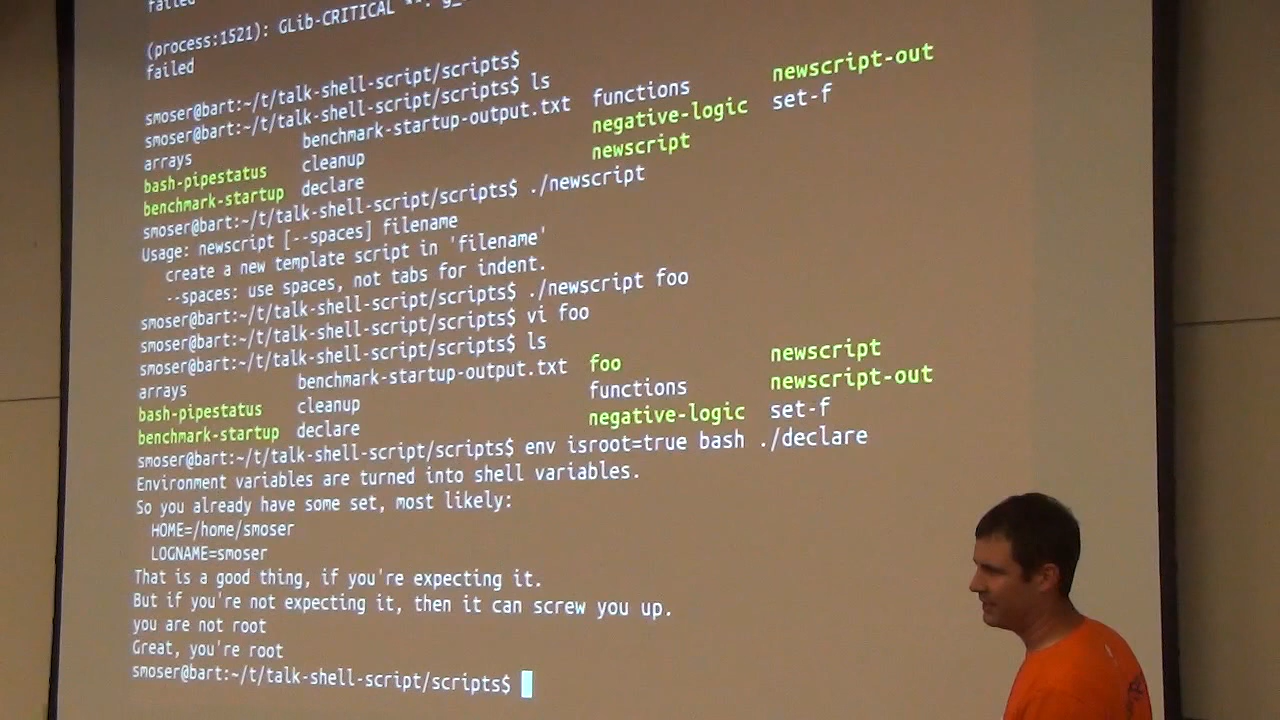 failed
(process:1521): GLib-CRITICAL **:
failed
smoser@bart:~/t/talk-shell-script/scripts$
smoser@bart:~/t/talk-shell-script/scripts$ ls
arrays benchmark-startup-output.txt functions newscript-out
bash-pipestatus cleanup negative-logic set-f
benchmark-startup declare newscript
smoser@bart:~/t/talk-shell-script/scripts$ ./newscript
Usage: newscript [--spaces] filename
create a new template script in 'filename'
--spaces: use spaces, not tabs for indent.
smoser@bart:~/t/talk-shell-script/scripts$ ./newscript foo
smoser@bart:~/t/talk-shell-script/scripts$ vi foo
smoser@bart:~/t/talk-shell-script/scripts$ ls
arrays benchmark-startup-output.txt foo newscript
bash-pipestatus cleanup functions newscript-out
benchmark-startup declare negative-logic set-f
smoser@bart:~/t/talk-shell-script/scripts$ env isroot=true bash ./declare
Environment variables are turned into shell variables.
So you already have some set, most likely:
HOME=/home/smoser
LOGNAME=smoser
That is a good thing, if you're expecting it.
But if you're not expecting it, then it can screw you up.
you are not root
Great, you're root
smoser@bart:~/t/talk-shell-script/scripts$